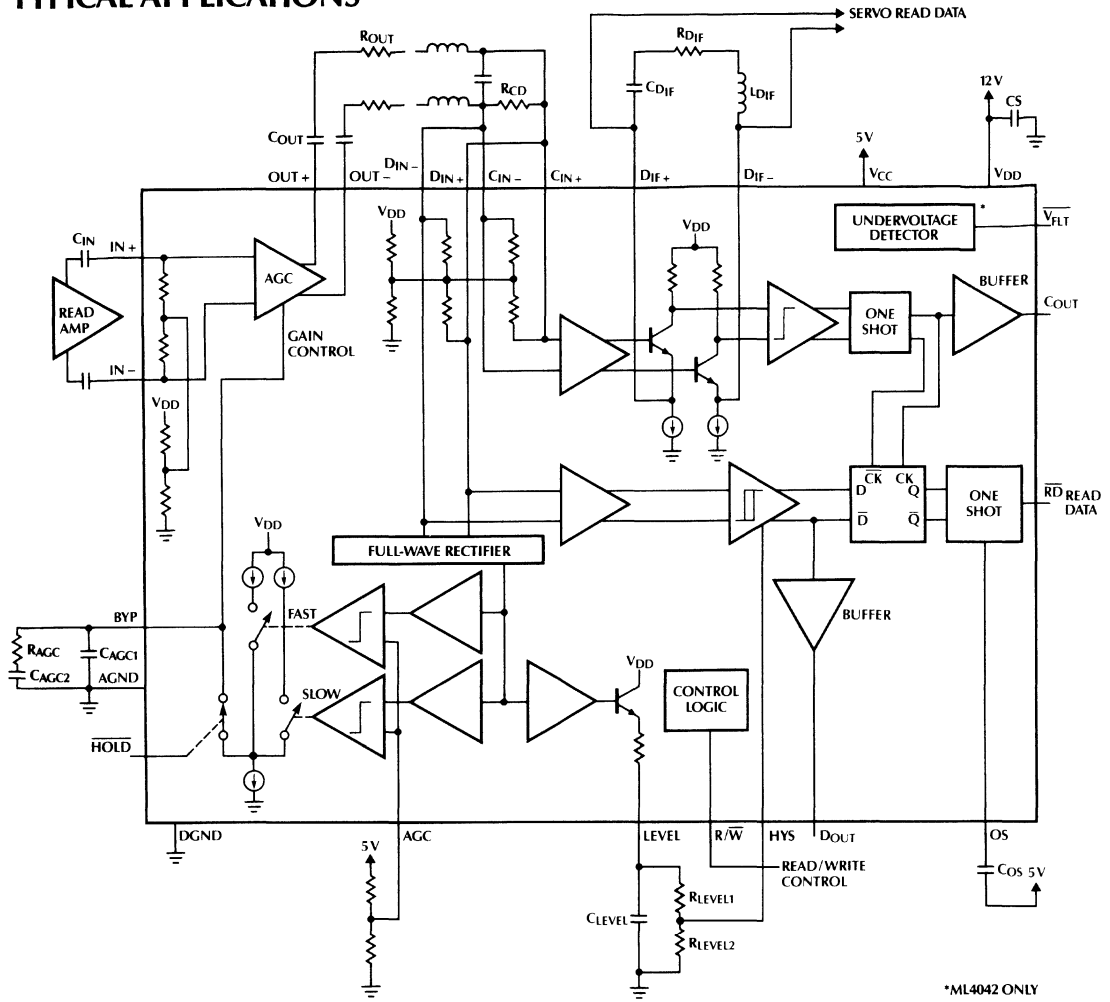 TYPICAL APPLICATIONS
SERVO READ DATA
ROUT
RDIF
RCD
CDIF
LDIF
12V
CS
COUT
5V
DIN−
OUT+
OUT−
DIN+
CIN−
CIN+
DIF+
DIF−
VCC
VDD
*
UNDERVOLTAGE
DETECTOR
VFLT
VDD
VDD
CIN
IN+
AGC
READ
AMP
GAIN
CONTROL
IN−
BUFFER
ONE
SHOT
COUT
VDD
CK
CK
D
Q
D
Q
ONE
SHOT
RD READ
DATA
FULL-WAVE RECTIFIER
VDD
FAST
BUFFER
BYP
RAGC
CAGC1
CAGC2
AGND
SLOW
VDD
CONTROL
LOGIC
HOLD
DGND
AGC
LEVEL
R/W
HYS
DOUT
OS
5V
READ/WRITE
CONTROL
COS 5V
CLEVEL
RLEVEL1
RLEVEL2
*ML4042 ONLY